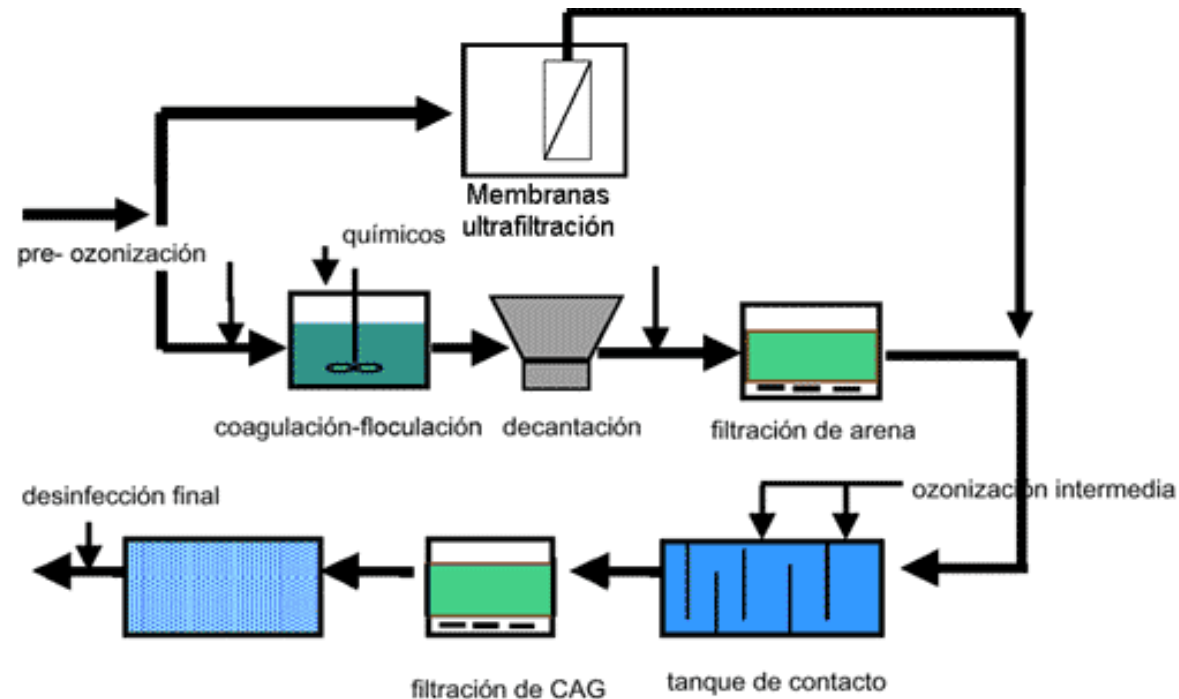 Membranas
ultrafiltración
pre- ozonización
químicos
coagulación-floculación
decantación
filtración de arena
desinfección final
ozonización intermedia
filtración de CAG
tanque de contacto